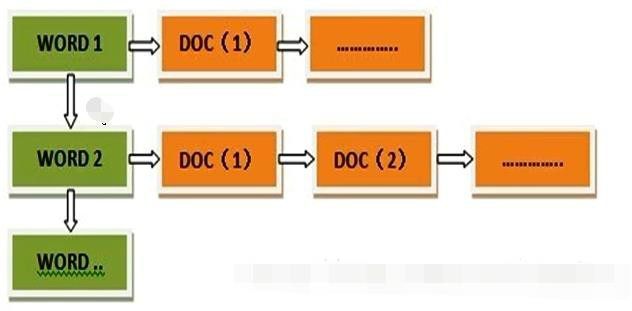 WORD 1
DOC（1）
…………..
WORD 2
DOC（1）
DOC（2）
…………..
WORD ..